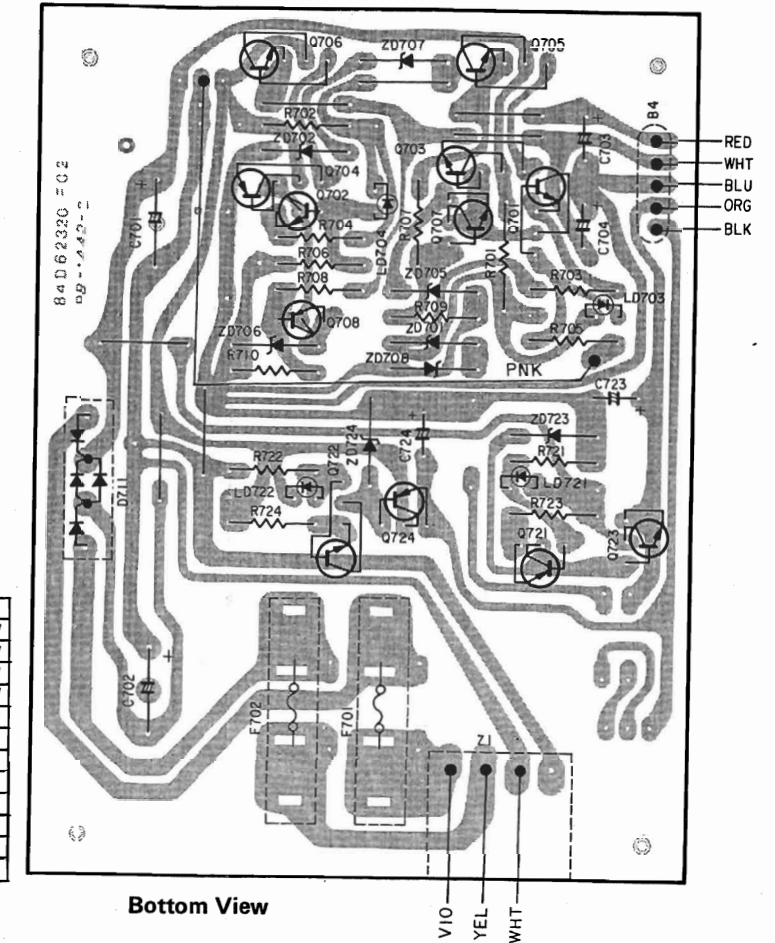 Q706
ZD707
Q705
B4
R702
ZD702
Q704
Q703
C703
RED
WHT
BLU
ORG
BLK
Q702
C701
R704
LD704
R701
Q707
Q701
C704
R706
R708
ZD705
R701
R703
LD703
Q708
R709
ZD706
ZD701
R705
R710
ZD708
PNK
C723
ZD724
C724
ZD723
R722
Q722
R721
LD722
LD721
D711
R724
R723
Q724
Q721
Q723
C702
F702
F701
Z1
Bottom View
VIO
YEL
WHT